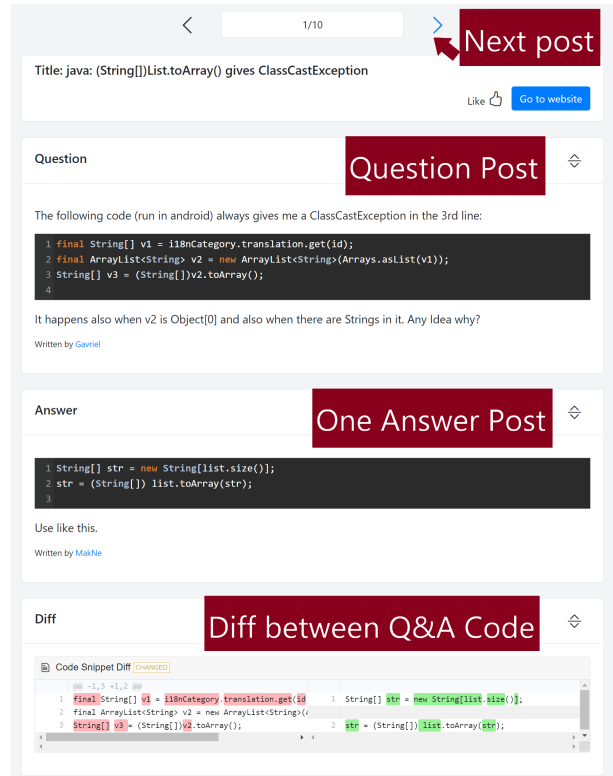 1/10
Next post
Title: java: (String[])List.toArray() gives ClassCastException
Like
Go to website
Question
Question Post
The following code (run in android) always gives me a ClassCastException in the 3rd line:
1 final String[] v1 = i18nCategory.translation.get(id);
2 final ArrayList<String> v2 = new ArrayList<String>(Arrays.asList(v1));
3 String[] v3 = (String[])v2.toArray();
4
It happens also when v2 is Object[0] and also when there are Strings in it. Any Idea why?
Written by Gavriel
Answer
One Answer Post
1 String[] str = new String[list.size()];
2 str = (String[]) list.toArray(str);
3
Use like this.
Written by MakNe
Diff
Diff between Q&A Code
Code Snippet Diff CHANGED
@@ -1,3 +1,2 @@
1 final String[] v1 = i18nCategory.translation.get(id 1 String[] str = new String[list.size()];
2 final ArrayList<String> v2 = new ArrayList<String>(
3 String[] v3 = (String[])v2.toArray(); 2 str = (String[]) list.toArray(str);